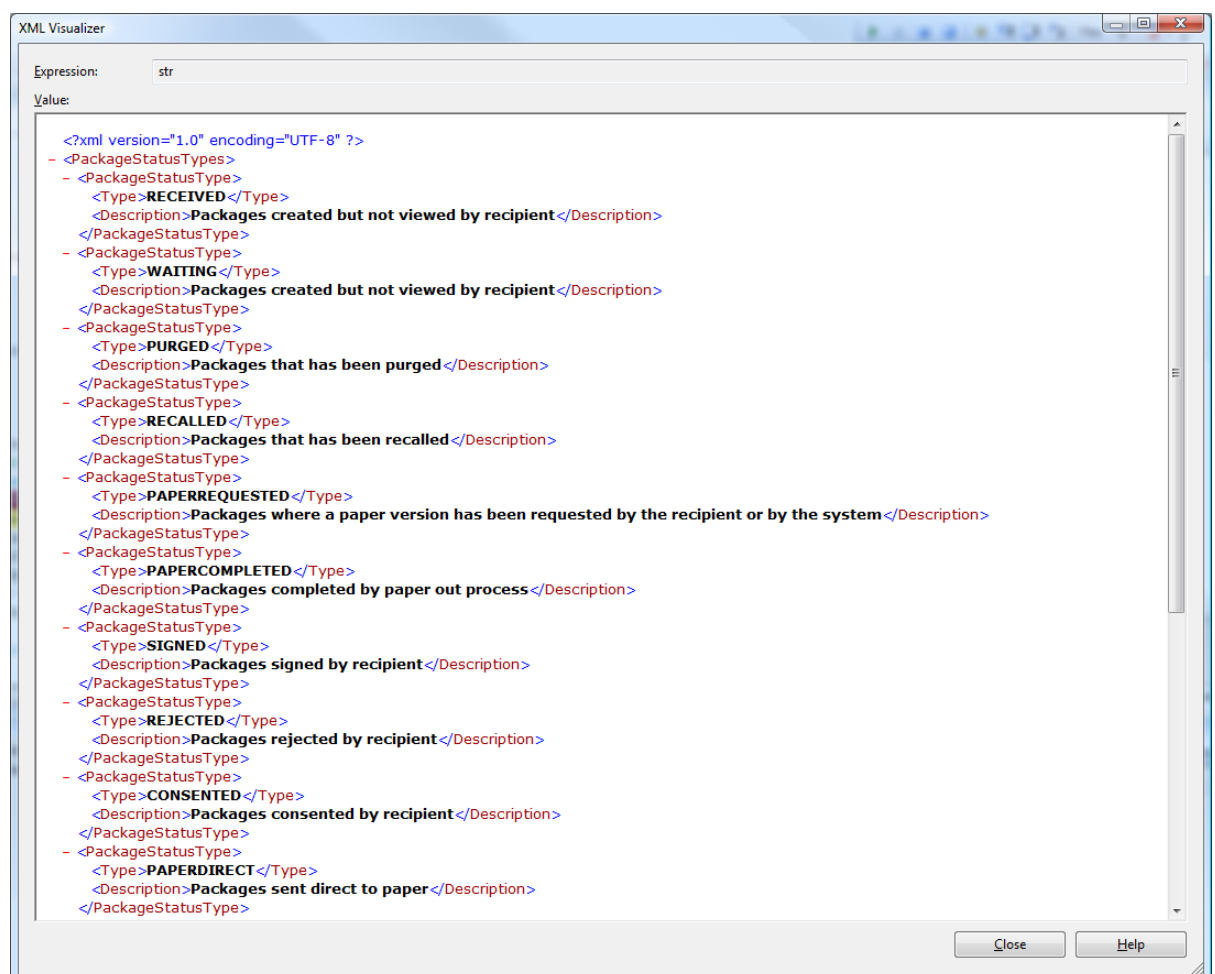 XML Visualizer
Expression: str
Value:
<?xml version="1.0" encoding="UTF-8" ?>
- <PackageStatusTypes>
- <PackageStatusType>
<Type>RECEIVED</Type>
<Description>Packages created but not viewed by recipient</Description>
</PackageStatusType>
- <PackageStatusType>
<Type>WAITING</Type>
<Description>Packages created but not viewed by recipient</Description>
</PackageStatusType>
- <PackageStatusType>
<Type>PURGED</Type>
<Description>Packages that has been purged</Description>
</PackageStatusType>
- <PackageStatusType>
<Type>RECALLED</Type>
<Description>Packages that has been recalled</Description>
</PackageStatusType>
- <PackageStatusType>
<Type>PAPERREQUESTED</Type>
<Description>Packages where a paper version has been requested by the recipient or by the system</Description>
</PackageStatusType>
- <PackageStatusType>
<Type>PAPERCOMPLETED</Type>
<Description>Packages completed by paper out process</Description>
</PackageStatusType>
- <PackageStatusType>
<Type>SIGNED</Type>
<Description>Packages signed by recipient</Description>
</PackageStatusType>
- <PackageStatusType>
<Type>REJECTED</Type>
<Description>Packages rejected by recipient</Description>
</PackageStatusType>
- <PackageStatusType>
<Type>CONSENTED</Type>
<Description>Packages consented by recipient</Description>
</PackageStatusType>
- <PackageStatusType>
<Type>PAPERDIRECT</Type>
<Description>Packages sent direct to paper</Description>
</PackageStatusType>
Close Help